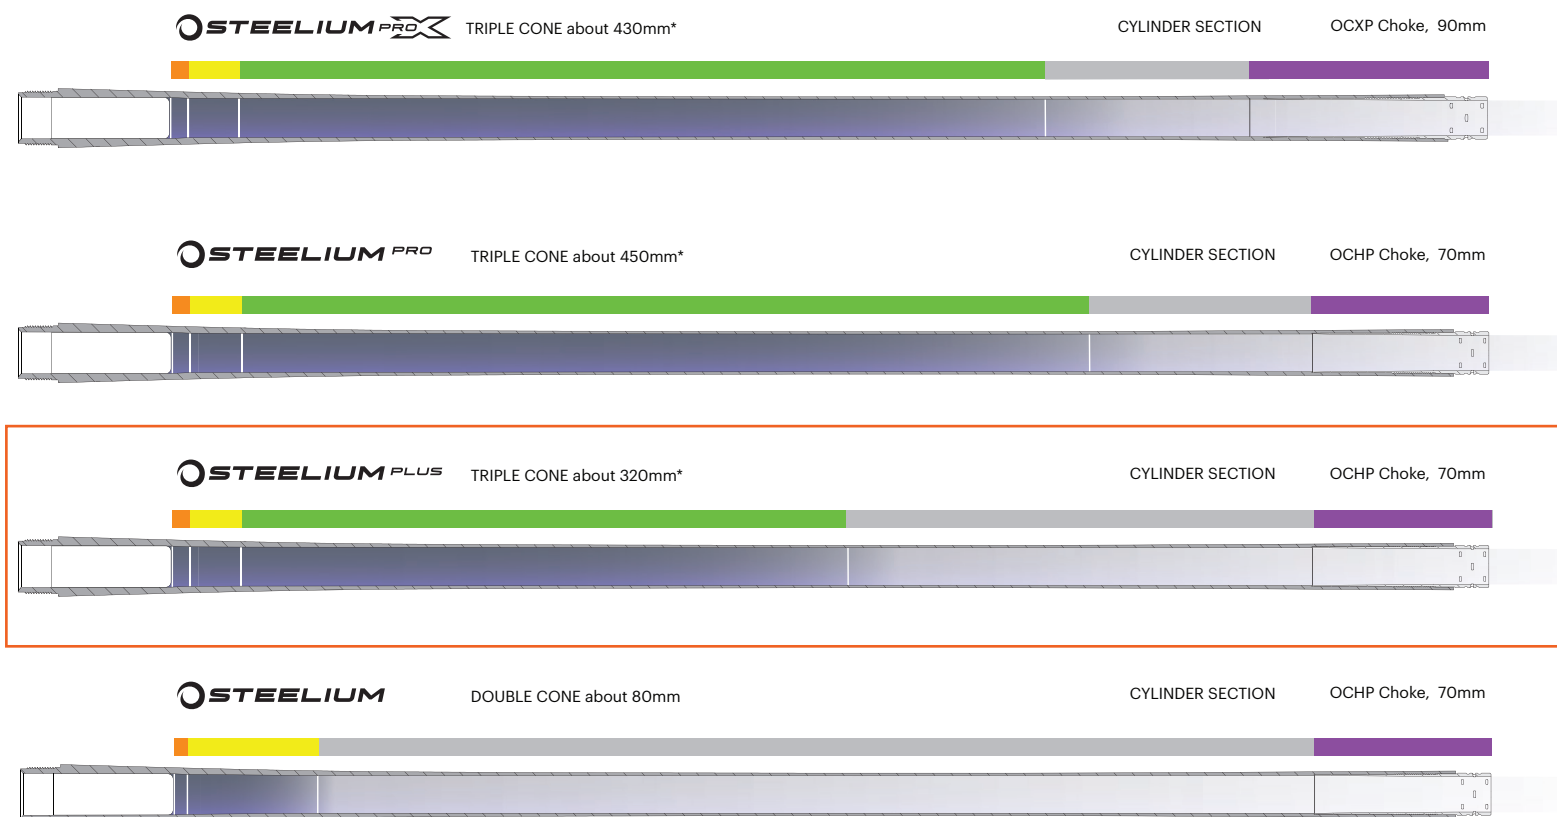 STEELIUM PRO X TRIPLE CONE about 430mm* CYLINDER SECTION OCXP Choke, 90mm
STEELIUM PRO TRIPLE CONE about 450mm* CYLINDER SECTION OCHP Choke, 70mm
STEELIUM PLUS TRIPLE CONE about 320mm* CYLINDER SECTION OCHP Choke, 70mm
STEELIUM DOUBLE CONE about 80mm CYLINDER SECTION OCHP Choke, 70mm